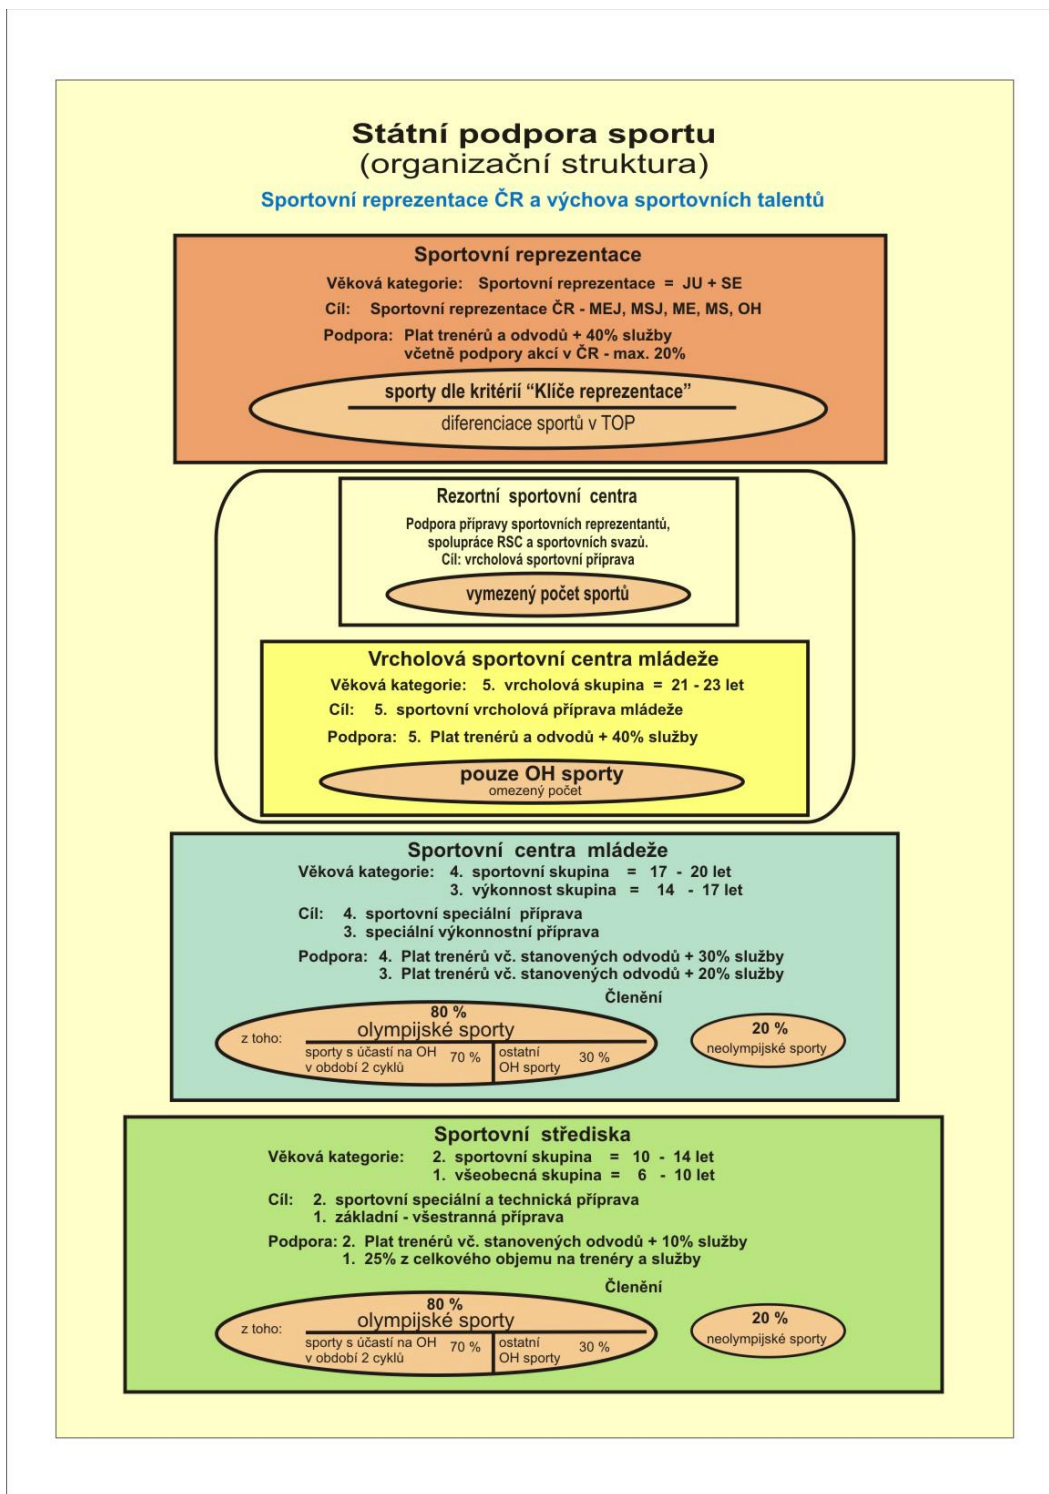 Státní podpora sportu
(organizační struktura)
Sportovní reprezentace ČR a výchova sportovních talentů
Sportovní reprezentace
Věková kategorie: Sportovní reprezentace = JU + SE
Cíl: Sportovní reprezentace ČR - MEJ, MSJ, ME, MS, OH
Podpora: Plat trenérů a odvodů + 40% služby
včetně podpory akcí v ČR - max. 20%
sporty dle kritérií “Klíče reprezentace”
diferenciace sportů v TOP
Rezortní sportovní centra
Podpora přípravy sportovních reprezentantů,
spolupráce RSC a sportovních svazů.
Cíl: vrcholová sportovní příprava
vymezený počet sportů
Vrcholová sportovní centra mládeže
Věková kategorie: 5. vrcholová skupina = 21 - 23 let
Cíl: 5. sportovní vrcholová příprava mládeže
Podpora: 5. Plat trenérů a odvodů + 40% služby
pouze OH sporty
omezený počet
Sportovní centra mládeže
Věková kategorie: 4. sportovní skupina = 17 - 20 let
3. výkonnost skupina = 14 - 17 let
Cíl: 4. sportovní speciální příprava
3. speciální výkonnostní příprava
Podpora: 4. Plat trenérů vč. stanovených odvodů + 30% služby
3. Plat trenérů vč. stanovených odvodů + 20% služby
Členění
80 %
olympijské sporty
z toho:
sporty s účastí na OH
v období 2 cyklů
70 %
ostatní
OH sporty
30 %
20 %
neolympijské sporty
Sportovní střediska
Věková kategorie: 2. sportovní skupina = 10 - 14 let
1. všeobecná skupina = 6 - 10 let
Cíl: 2. sportovní speciální a technická příprava
1. základní - všestranná příprava
Podpora: 2. Plat trenérů vč. stanovených odvodů + 10% služby
1. 25% z celkového objemu na trenéry a služby
Členění
80 %
olympijské sporty
z toho:
sporty s účastí na OH
v období 2 cyklů
70 %
ostatní
OH sporty
30 %
20 %
neolympijské sporty